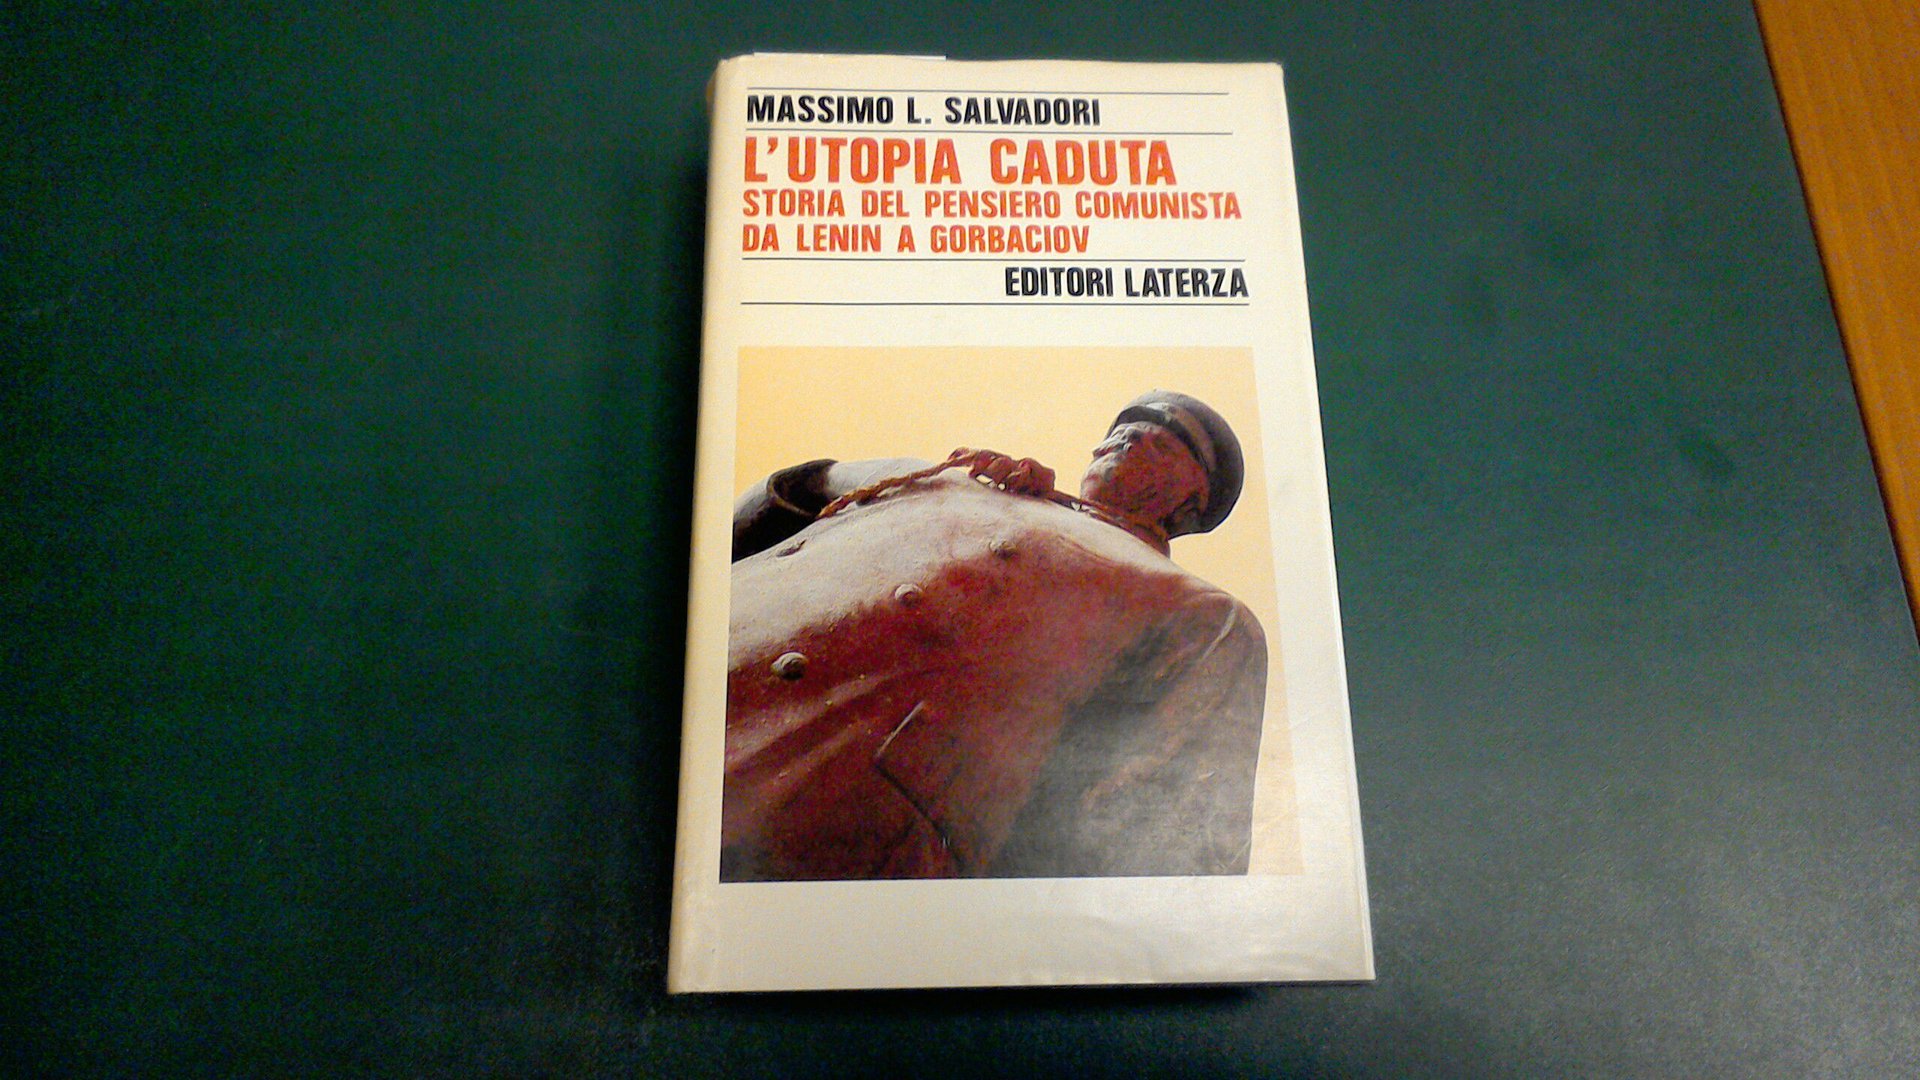 MASSIMO L. SALVADORI
L'UTOPIA CADUTA
STORIA DEL PENSIERO COMUNISTA
DA LENIN A GORBACIOV
EDITORI LATERZA